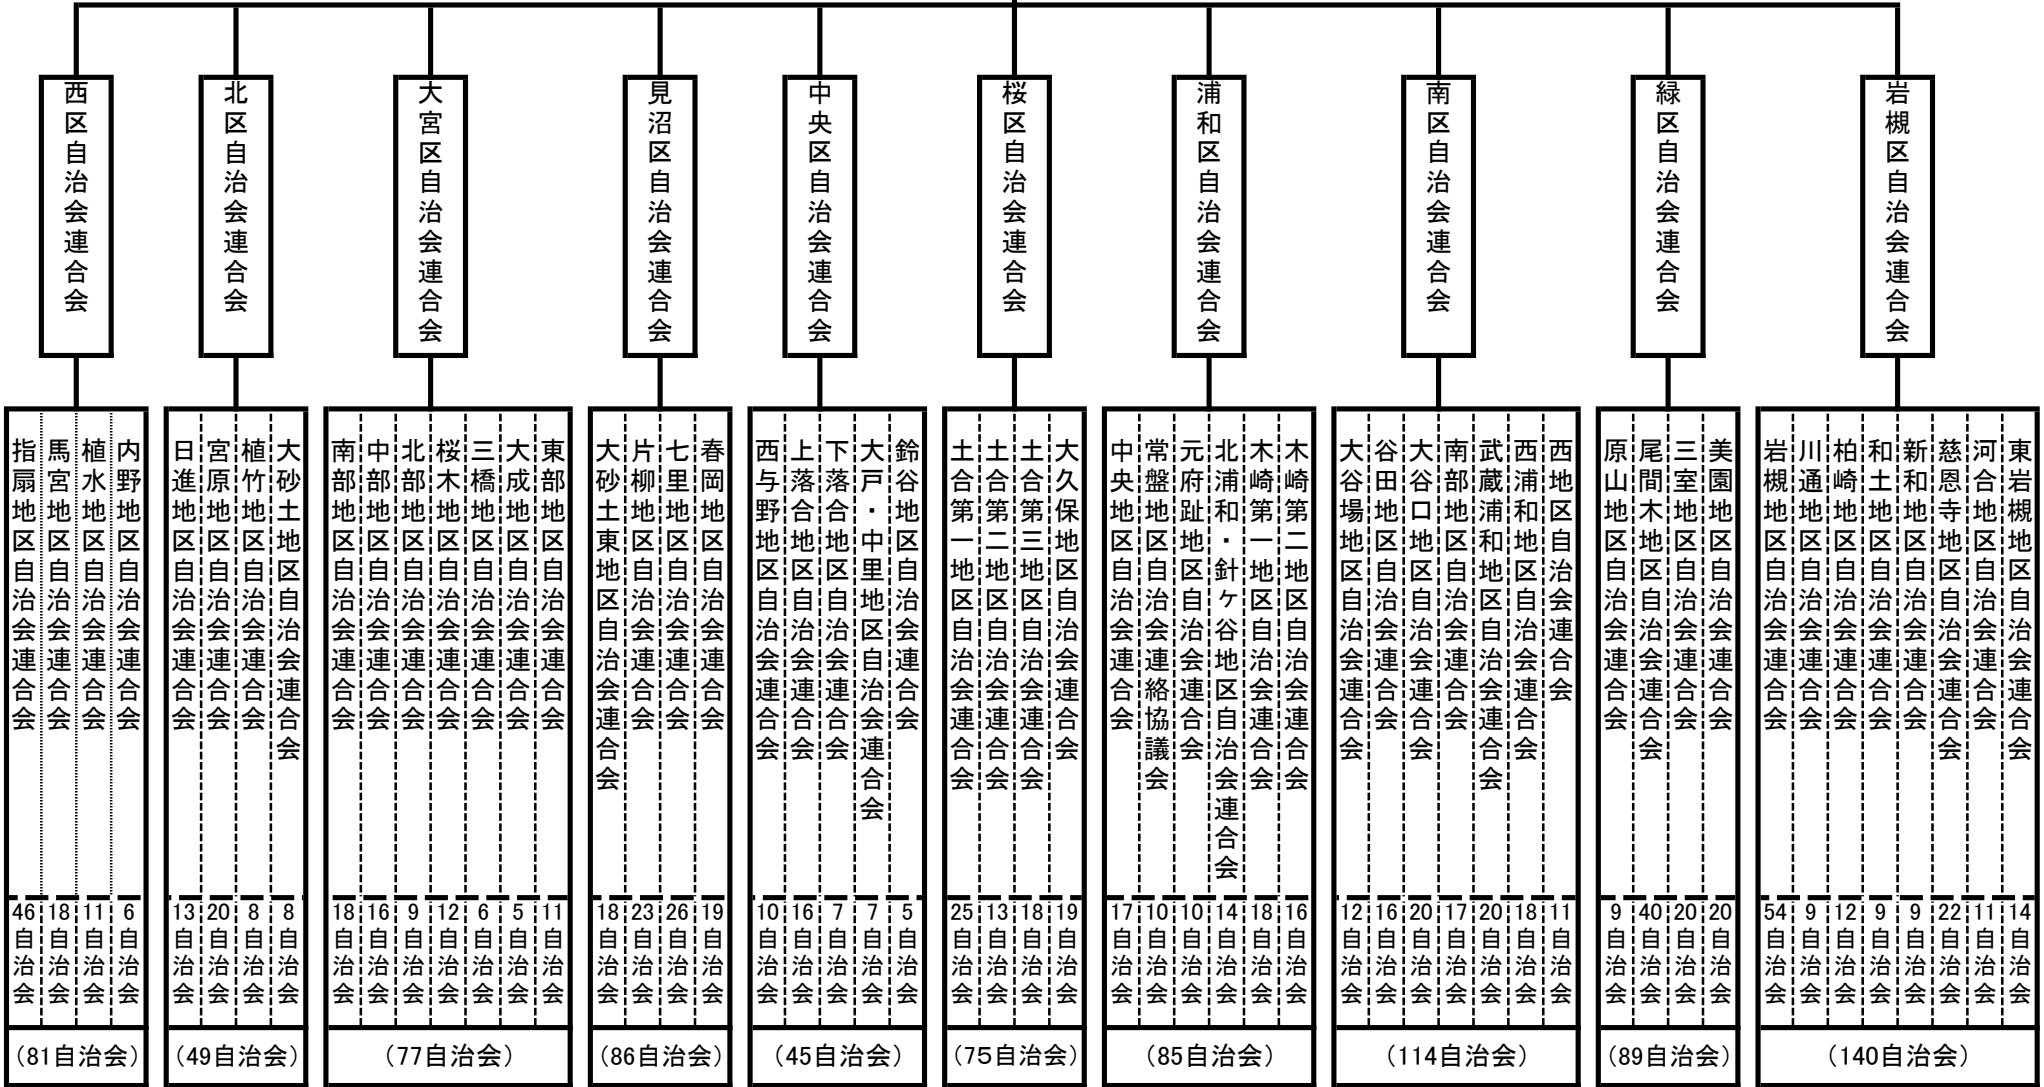 西区自治会連合会
北区自治会連合会
大宮区自治会連合会
見沼区自治会連合会
中央区自治会連合会
桜区自治会連合会
浦和区自治会連合会
南区自治会連合会
緑区自治会連合会
岩槻区自治会連合会
指扇地区自治会連合会
馬宮地区自治会連合会
植水地区自治会連合会
内野地区自治会連合会
日進地区自治会連合会
宮原地区自治会連合会
植竹地区自治会連合会
大砂土地区自治会連合会
南部地区自治会連合会
中部地区自治会連合会
北部地区自治会連合会
桜木地区自治会連合会
三橋地区自治会連合会
大成地区自治会連合会
東部地区自治会連合会
大砂土東地区自治会連合会
片柳地区自治会連合会
七里地区自治会連合会
春岡地区自治会連合会
西与野地区自治会連合会
上落合地区自治会連合会
下落合地区自治会連合会
大戸・中里地区自治会連合会
鈴谷地区自治会連合会
土合第一地区自治会連合会
土合第二地区自治会連合会
土合第三地区自治会連合会
大久保地区自治会連合会
中央地区自治会連合会
常盤地区自治会連絡協議会
元府趾地区自治会連合会
北浦和・針ケ谷地区自治会連合会
木崎第一地区自治会連合会
木崎第二地区自治会連合会
大谷場地区自治会連合会
谷田地区自治会連合会
大谷口地区自治会連合会
南部地区自治会連合会
武蔵浦和地区自治会連合会
西浦和地区自治会連合会
西地区自治会連合会
原山地区自治会連合会
尾間木地区自治会連合会
三室地区自治会連合会
美園地区自治会連合会
岩槻地区自治会連合会
川通地区自治会連合会
柏崎地区自治会連合会
和土地区自治会連合会
新和地区自治会連合会
慈恩寺地区自治会連合会
河合地区自治会連合会
東岩槻地区自治会連合会
46自治会
18自治会
11自治会
6自治会
13自治会
20自治会
8自治会
8自治会
18自治会
16自治会
9自治会
12自治会
6自治会
5自治会
11自治会
18自治会
23自治会
26自治会
19自治会
10自治会
16自治会
7自治会
7自治会
5自治会
25自治会
13自治会
18自治会
19自治会
17自治会
10自治会
10自治会
14自治会
18自治会
16自治会
12自治会
16自治会
20自治会
17自治会
20自治会
18自治会
11自治会
9自治会
40自治会
20自治会
20自治会
54自治会
9自治会
12自治会
9自治会
9自治会
22自治会
11自治会
14自治会
(81自治会)
(49自治会)
(77自治会)
(86自治会)
(45自治会)
(75自治会)
(85自治会)
(114自治会)
(89自治会)
(140自治会)